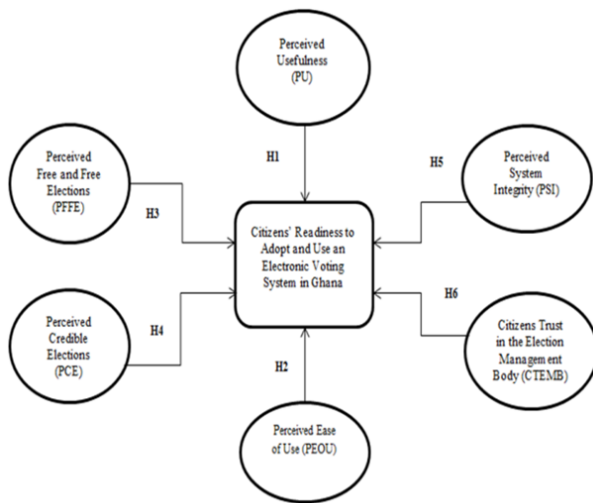 Perceived
Usefulness
(PU)
H1
Perceived
Free and Free
Elections
(PFFE)
H3
H5
Perceived
System
Integrity (PSI)
Citizens' Readiness to
Adopt and Use an
Electronic Voting
System in Ghana
Perceived
Credible
Elections
(PCE)
H4
H6
Citizens Trust
in the Election
Management
Body (CTEMB)
H2
Perceived Ease
of Use (PEOU)